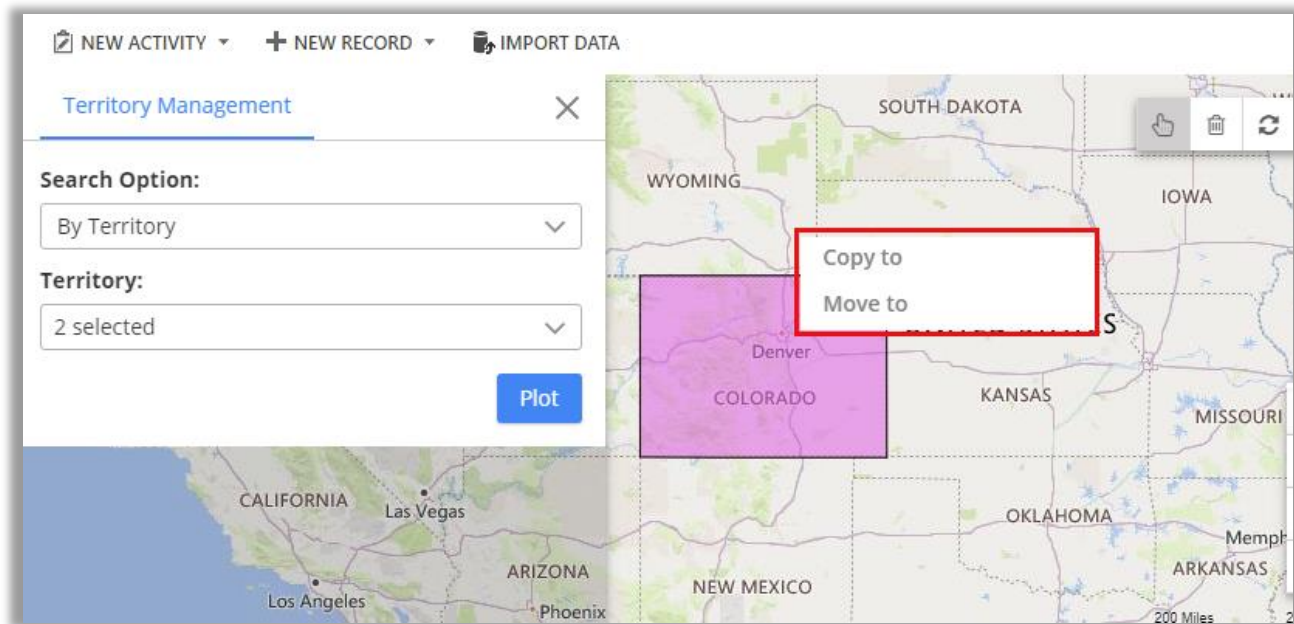 NEW ACTIVITY NEW RECORD IMPORT DATA
Territory Management
Search Option:
By Territory
Territory:
2 selected
Plot
SOUTH DAKOTA
WYOMING
IOWA
Copy to
Move to
Denver
COLORADO
KANSAS
MISSOURI
CALIFORNIA
Las Vegas
OKLAHOMA
Memph
ARIZONA
NEW MEXICO
ARKANSAS
Los Angeles
Phoenix
200 Miles